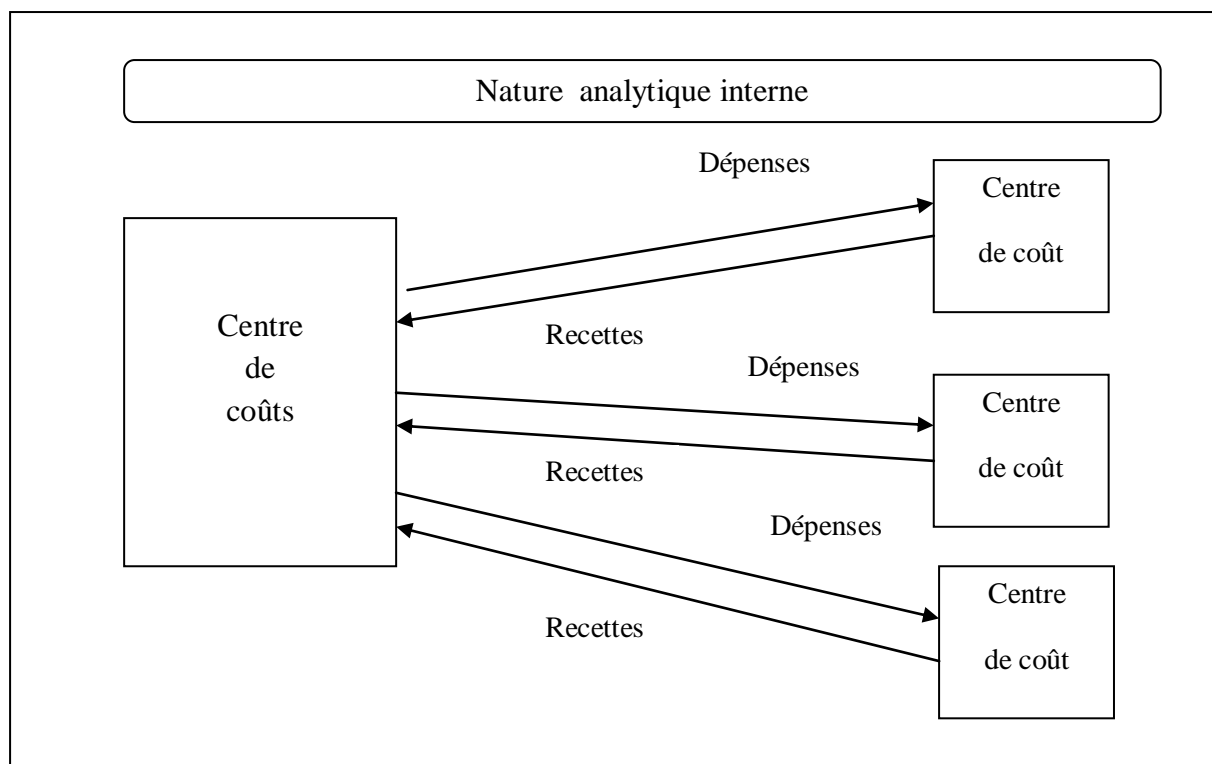 Nature analytique interne
Dépenses
Centre
de coût
Centre
de
coûts
Recettes
Dépenses
Centre
de coût
Recettes
Dépenses
Centre
de coût
Recettes